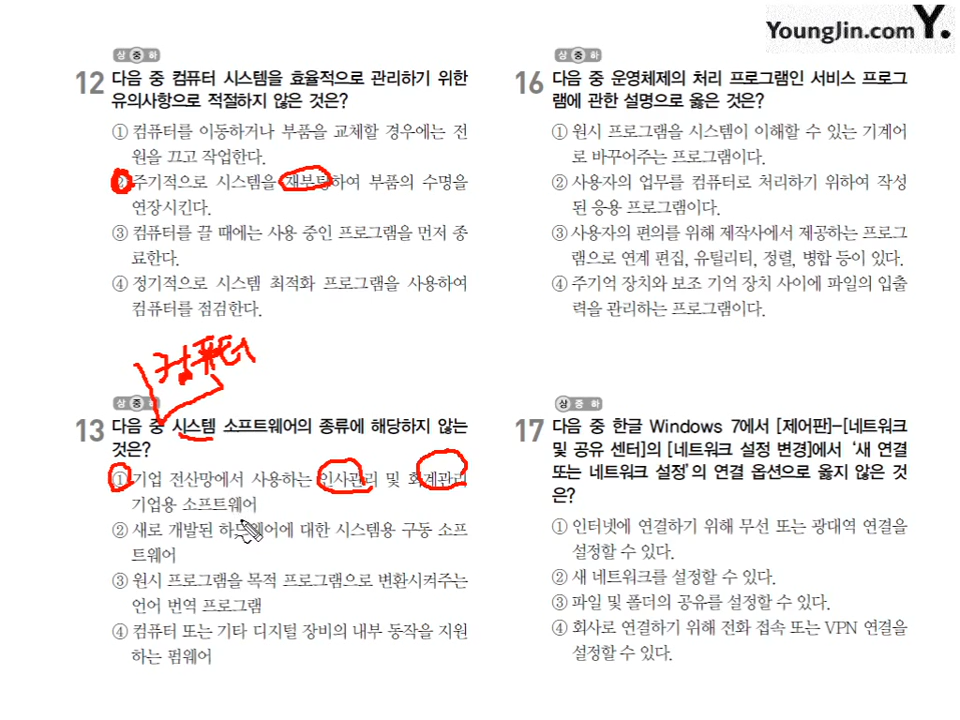 YoungJin.com Y.
상 중 하
12 다음 중 컴퓨터 시스템을 효율적으로 관리하기 위한
유의사항으로 적절하지 않은 것은?
① 컴퓨터를 이동하거나 부품을 교체할 경우에는 전
원을 끄고 작업한다.
② 주기적으로 시스템을 재부팅하여 부품의 수명을
연장시킨다.
③ 컴퓨터를 끌 때에는 사용 중인 프로그램을 먼저 종
료한다.
④ 정기적으로 시스템 최적화 프로그램을 사용하여
컴퓨터를 점검한다.
컴퓨터
상 중 하
13 다음 중 시스템 소프트웨어의 종류에 해당하지 않는
것은?
① 기업 전산망에서 사용하는 인사관리 및 회계관리
기업용 소프트웨어
② 새로 개발된 하드웨어에 대한 시스템용 구동 소프
트웨어
③ 원시 프로그램을 목적 프로그램으로 변환시켜주는
언어 번역 프로그램
④ 컴퓨터 또는 기타 디지털 장비의 내부 동작을 지원
하는 펌웨어
상 중 하
16 다음 중 운영체제의 처리 프로그램인 서비스 프로그
램에 관한 설명으로 옳은 것은?
① 원시 프로그램을 시스템이 이해할 수 있는 기계어
로 바꾸어주는 프로그램이다.
② 사용자의 업무를 컴퓨터로 처리하기 위하여 작성
된 응용 프로그램이다.
③ 사용자의 편의를 위해 제작사에서 제공하는 프로그
램으로 연계 편집, 유틸리티, 정렬, 병합 등이 있다.
④ 주기억 장치와 보조 기억 장치 사이에 파일의 입출
력을 관리하는 프로그램이다.
상 중 하
17 다음 중 한글 Windows 7에서 [제어판]-[네트워크
및 공유 센터]의 [네트워크 설정 변경]에서 '새 연결
또는 네트워크 설정'의 연결 옵션으로 옳지 않은 것
은?
① 인터넷에 연결하기 위해 무선 또는 광대역 연결을
설정할 수 있다.
② 새 네트워크를 설정할 수 있다.
③ 파일 및 폴더의 공유를 설정할 수 있다.
④ 회사로 연결하기 위해 전화 접속 또는 VPN 연결을
설정할 수 있다.